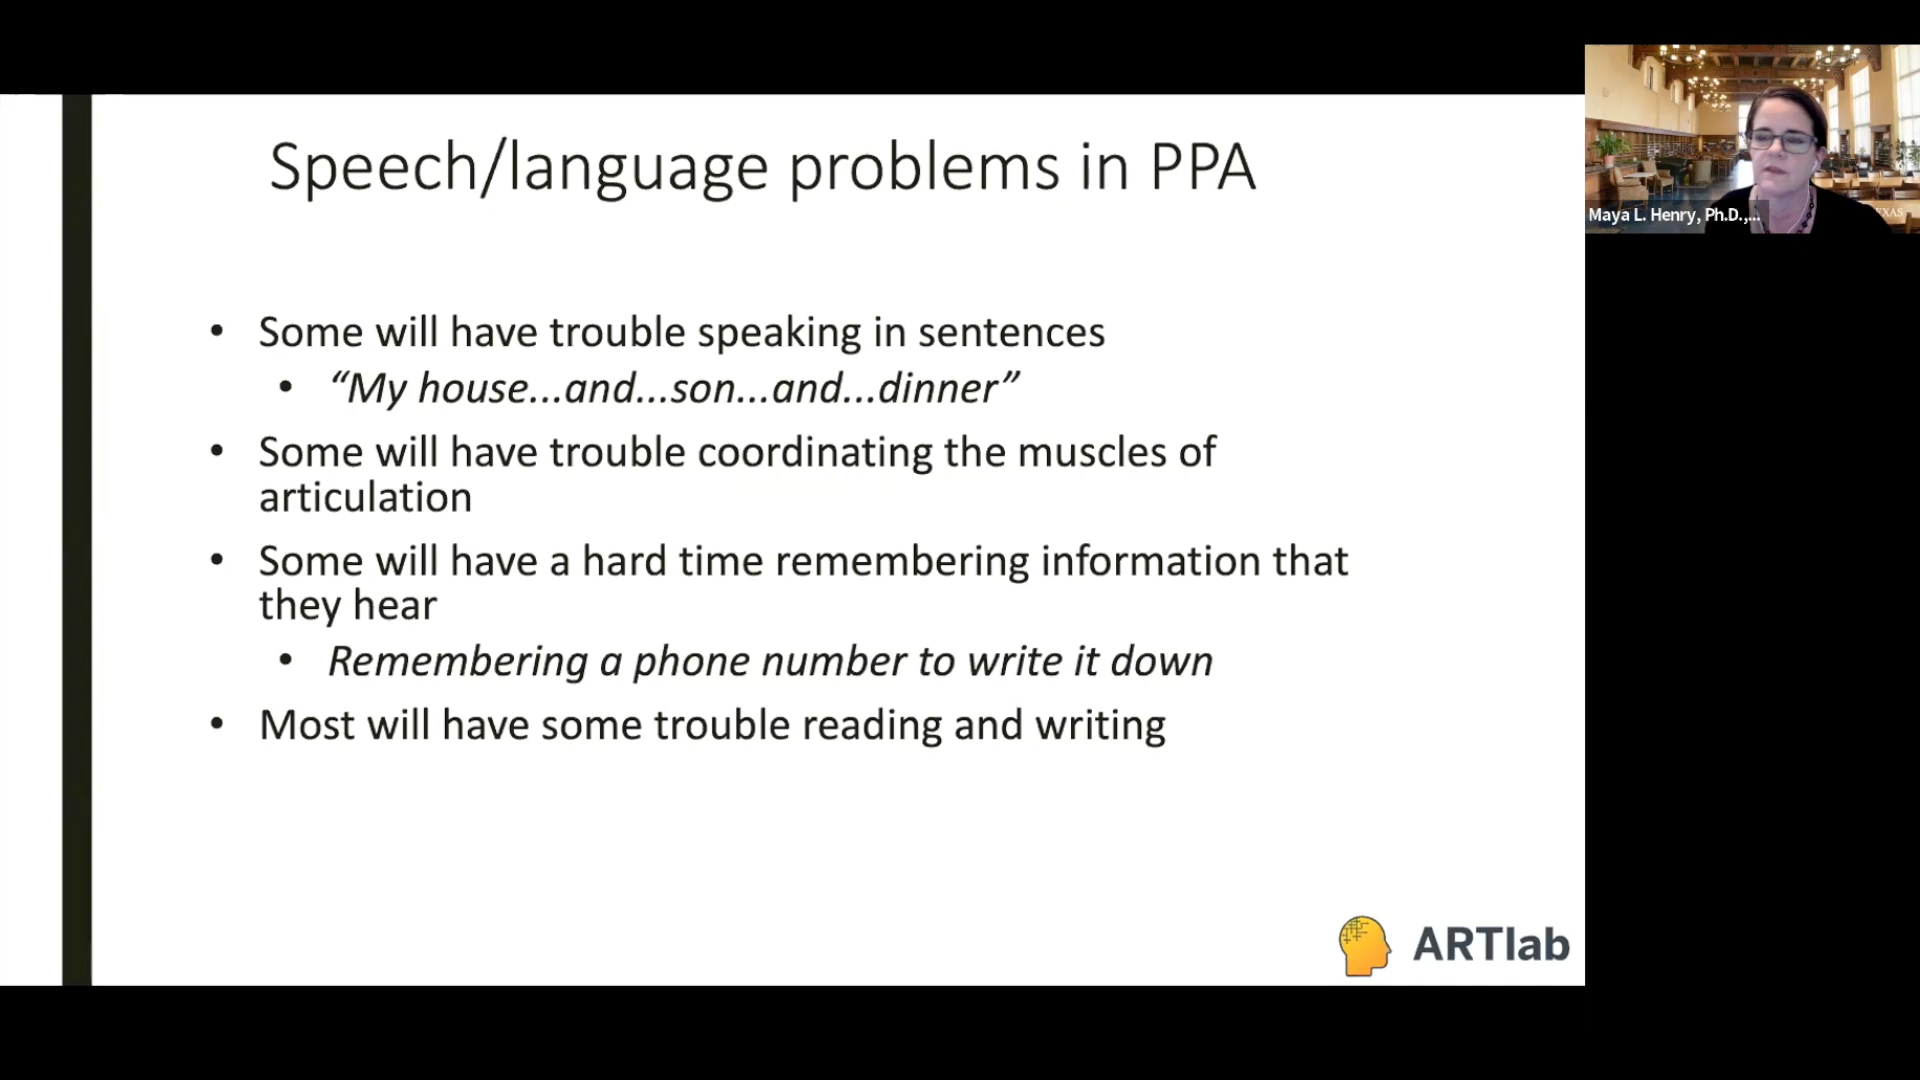 Speech/language problems in PPA
• Some will have trouble speaking in sentences
• “My house...and...son...and...dinner”
• Some will have trouble coordinating the muscles of
articulation
• Some will have a hard time remembering information that
they hear
• Remembering a phone number to write it down
• Most will have some trouble reading and writing
ARTlab
Maya L. Henry, Ph.D.,...
EXAS